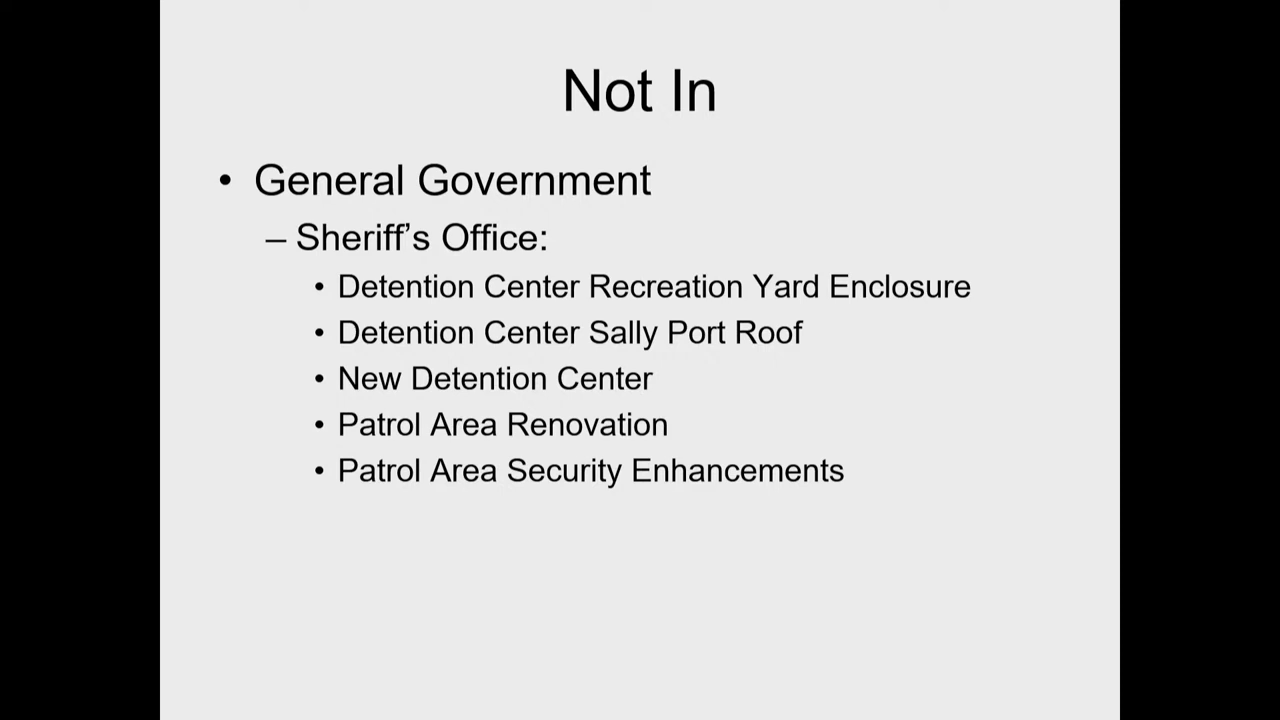 Not In
• General Government
– Sheriff’s Office:
• Detention Center Recreation Yard Enclosure
• Detention Center Sally Port Roof
• New Detention Center
• Patrol Area Renovation
• Patrol Area Security Enhancements